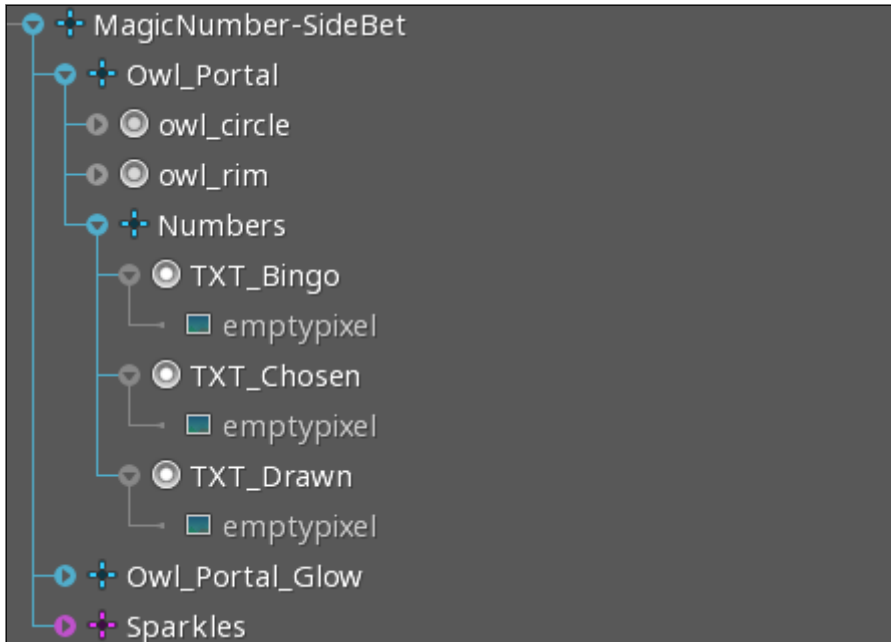 MagicNumber-SideBet
Owl_Portal
owl_circle
owl_rim
Numbers
TXT_Bingo
emptypixel
TXT_Chosen
emptypixel
TXT_Drawn
emptypixel
Owl_Portal_Glow
Sparkles